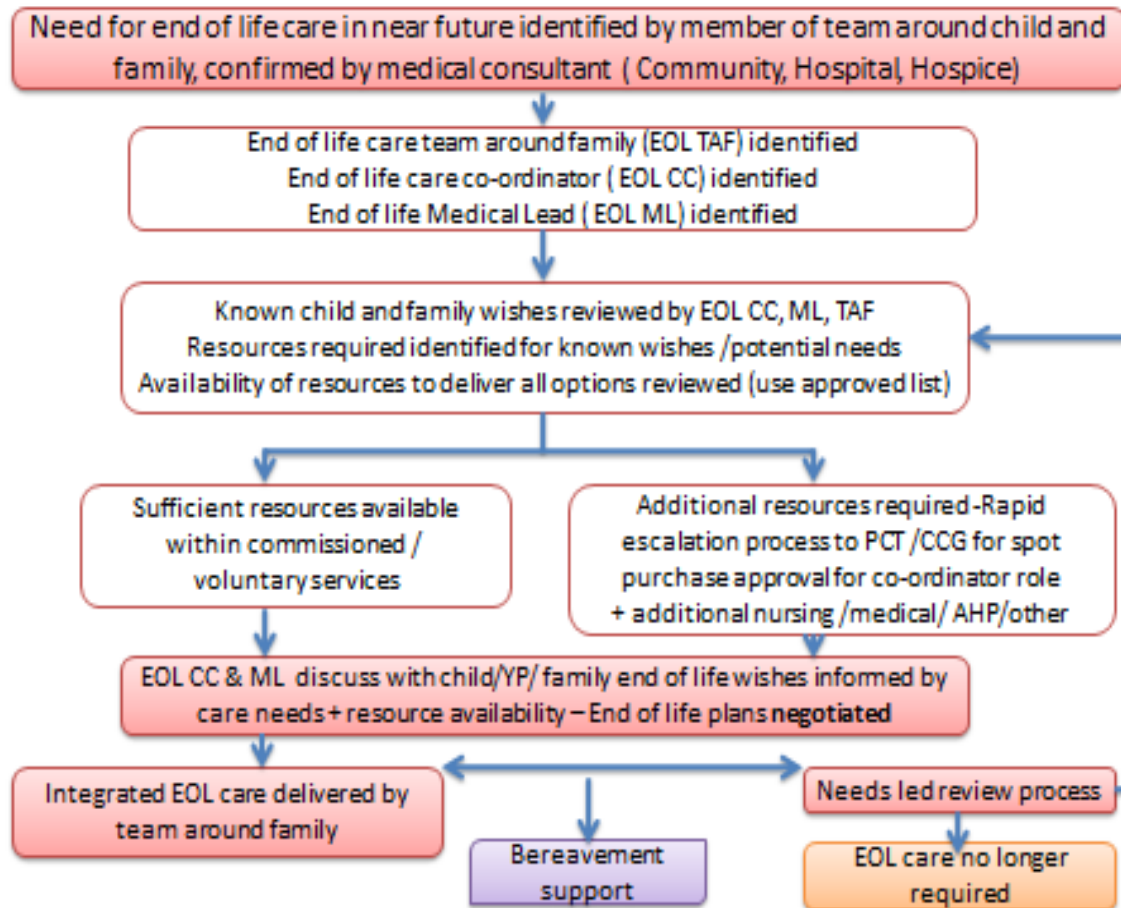 Need for end of life care in near future identified by member of team around child and
family, confirmed by medical consultant ( Community, Hospital, Hospice)
End of life care team around family (EOL TAF) identified
End of life care co-ordinator ( EOL CC) identified
End of life Medical Lead ( EOL ML) identified
Known child and family wishes reviewed by EOL CC, ML, TAF
Resources required identified for known wishes /potential needs
Availability of resources to deliver all options reviewed (use approved list)
Sufficient resources available
within commissioned /
voluntary services
Additional resources required -Rapid
escalation process to PCT /CCG for spot
purchase approval for co-ordinator role
+ additional nursing /medical/ AHP/other
EOL CC & ML discuss with child/YP/ family end of life wishes informed by
care needs + resource availability – End of life plans negotiated
Integrated EOL care delivered by
team around family
Needs led review process
Bereavement
support
EOL care no longer
required